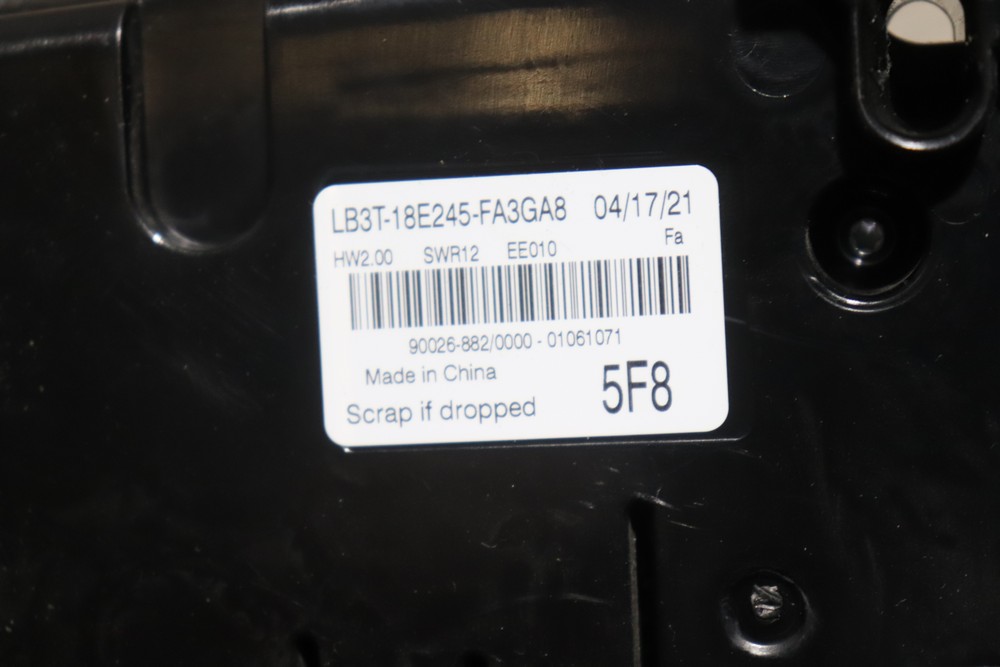 LB3T-18E245-FA3GA8 04/17/21
HW2.00 SWR12 EE010 Fa
90026-882/0000 - 01061071
Made in China
Scrap if dropped
5F8